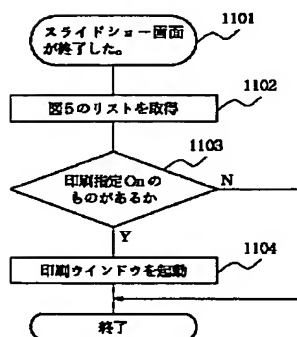 1101
スライドショー画面
が終了した。
1102
図5のリストを取得
1103
印刷指定Onの
ものがあるか
N
Y
1104
印刷ウインドウを起動
終了